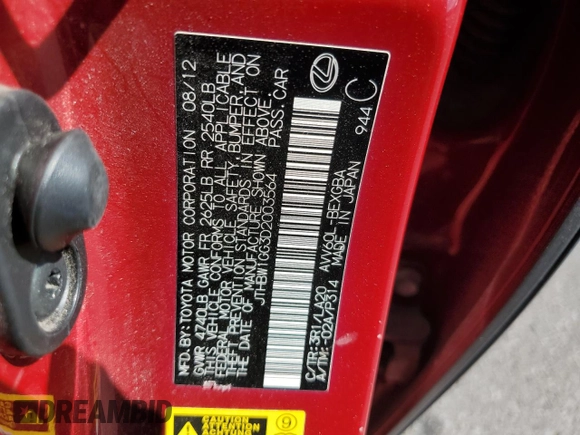 MFD. BY: TOYOTA MOTOR CORPORATION 08/12
GVWR 4740LB GAWR FR 2625LB RR 2540LB
THIS VEHICLE CONFORMS TO ALL APPLICABLE
FEDERAL MOTOR VEHICLE SAFETY, BUMPER, AND
THEFT PREVENTION STANDARDS IN EFFECT ON
THE DATE OF MANUFACTURE SHOWN ABOVE.
JTHBW1GG3D2003564 PASS. CAR
C/TR: 3R1/LA20 AVV60L-BEXGBA 944 C
A/TM: -02A/P314 MADE IN JAPAN
CAUTION
DREAMBID